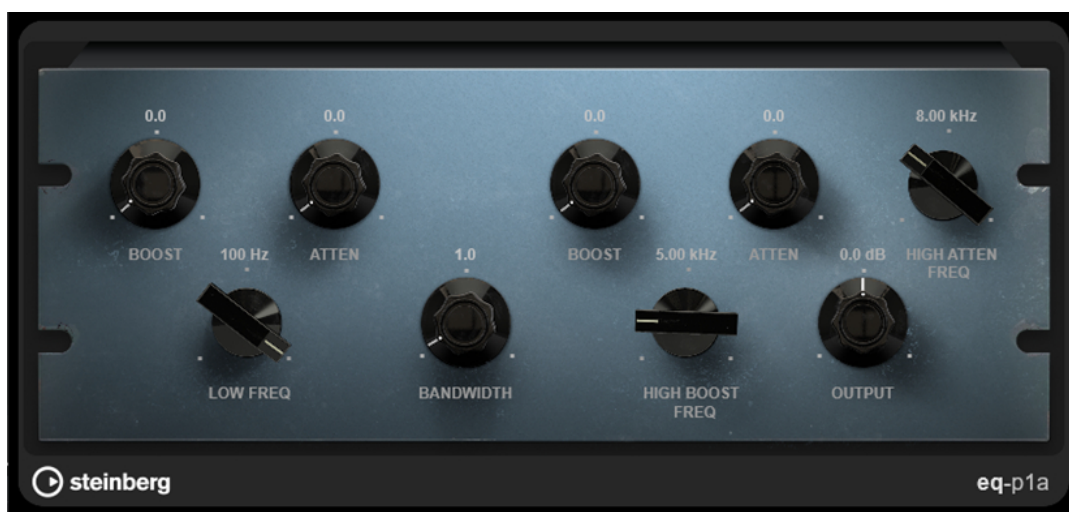 0.0 0.0 0.0 0.0 8.00 kHz
BOOST 100 Hz ATTEN 1.0 BOOST 5.00 kHz ATTEN 0.0 dB HIGH ATTEN
FREQ
LOW FREQ BANDWIDTH HIGH BOOST
FREQ OUTPUT
steinberg eq-p1a